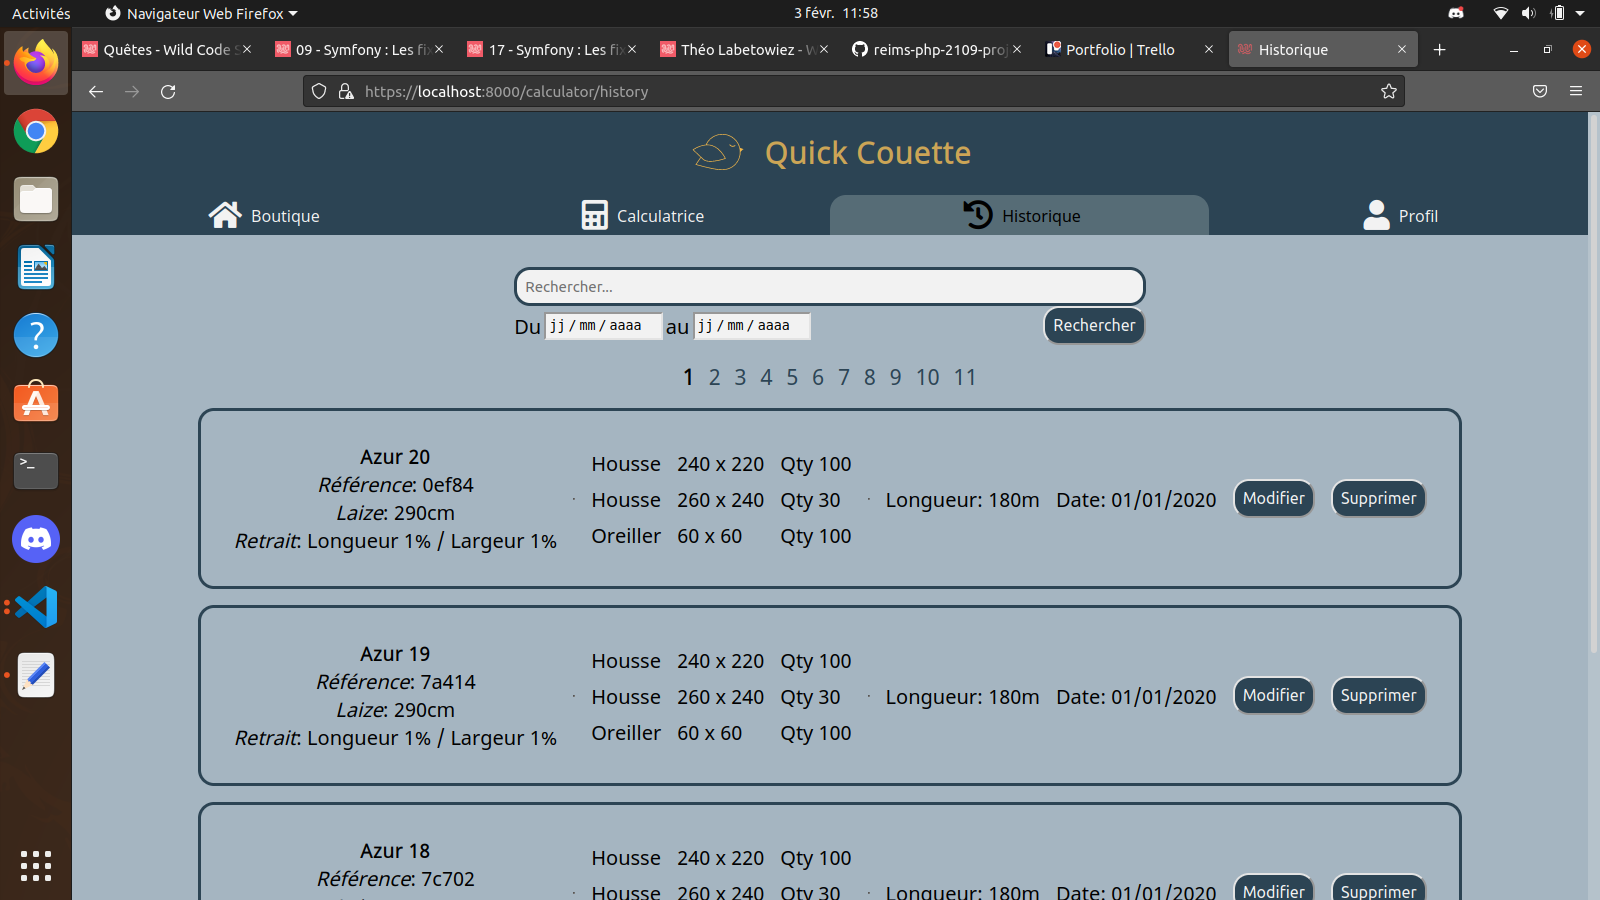 Activités
Navigateur Web Firefox
3 févr. 11:58
Quêtes - Wild Code S
09 - Symfony : Les fix
17 - Symfony : Les fix
Théo Labetowiez - W
reims-php-2109-proj
Portfolio | Trello
Historique
https://localhost:8000/calculator/history
Quick Couette
Boutique
Calculatrice
Historique
Profil
Rechercher...
Du jj / mm / aaaa au jj / mm / aaaa
Rechercher
1 2 3 4 5 6 7 8 9 10 11
Azur 20
Référence: 0ef84
Laize: 290cm
Retrait: Longueur 1% / Largeur 1%
Housse 240 x 220 Qty 100
Housse 260 x 240 Qty 30
Oreiller 60 x 60 Qty 100
Longueur: 180m Date: 01/01/2020
Modifier
Supprimer
Azur 19
Référence: 7a414
Laize: 290cm
Retrait: Longueur 1% / Largeur 1%
Housse 240 x 220 Qty 100
Housse 260 x 240 Qty 30
Oreiller 60 x 60 Qty 100
Longueur: 180m Date: 01/01/2020
Modifier
Supprimer
Azur 18
Référence: 7c702
Housse 240 x 220 Qty 100
Housse 260 x 240 Qty 30
Longueur: 180m Date: 01/01/2020
Modifier
Supprimer